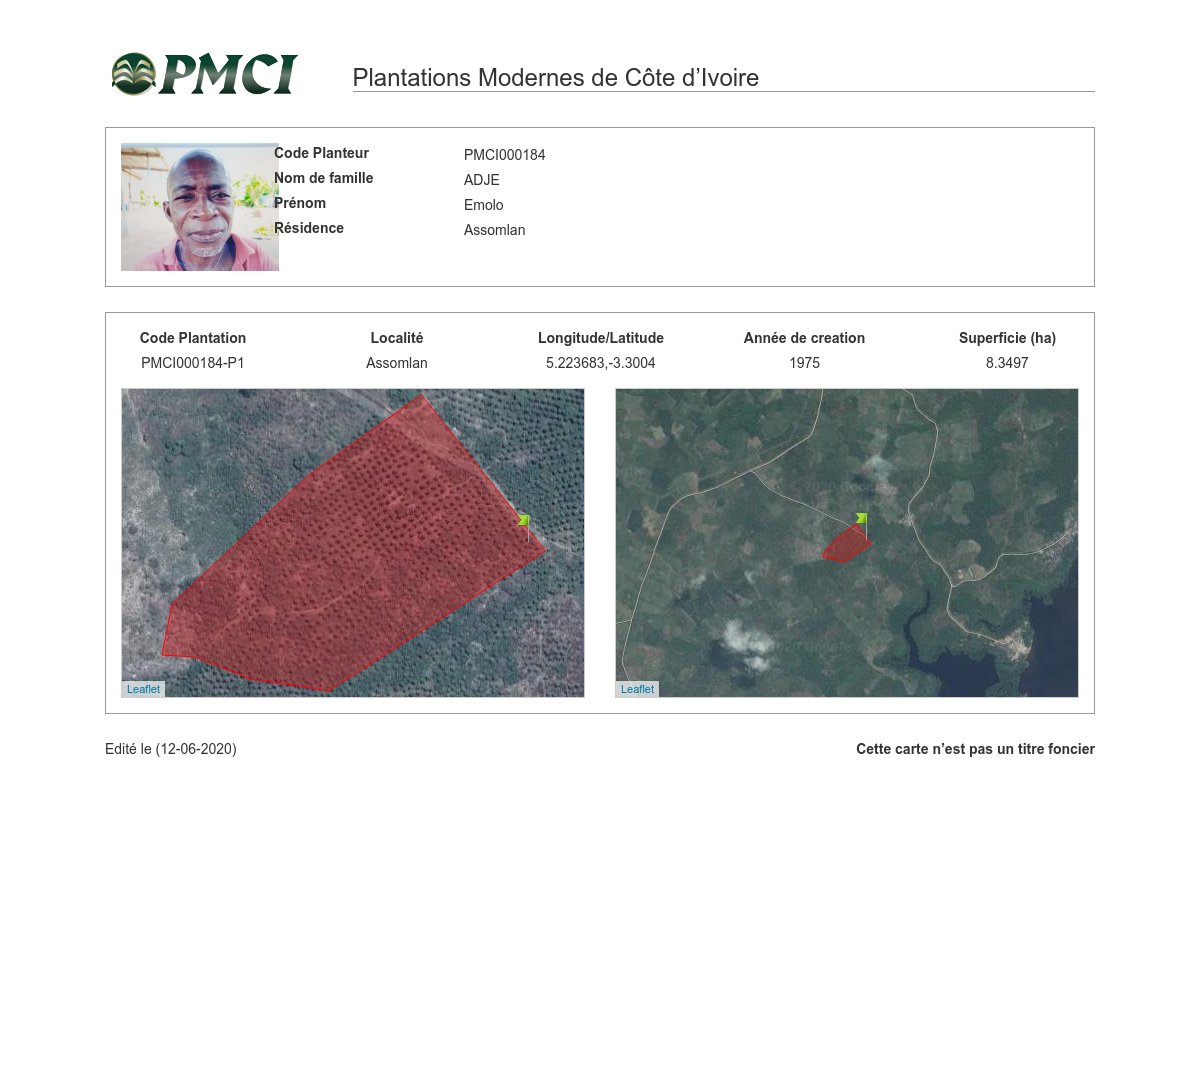 PMCI
Plantations Modernes de Côte d’Ivoire
Code Planteur PMCI000184
Nom de famille ADJE
Prénom Emolo
Résidence Assomlan
Code Plantation Localité Longitude/Latitude Année de creation Superficie (ha)
PMCI000184-P1 Assomlan 5.223683,-3.3004 1975 8.3497
Leaflet Leaflet
Edité le (12-06-2020) Cette carte n’est pas un titre foncier